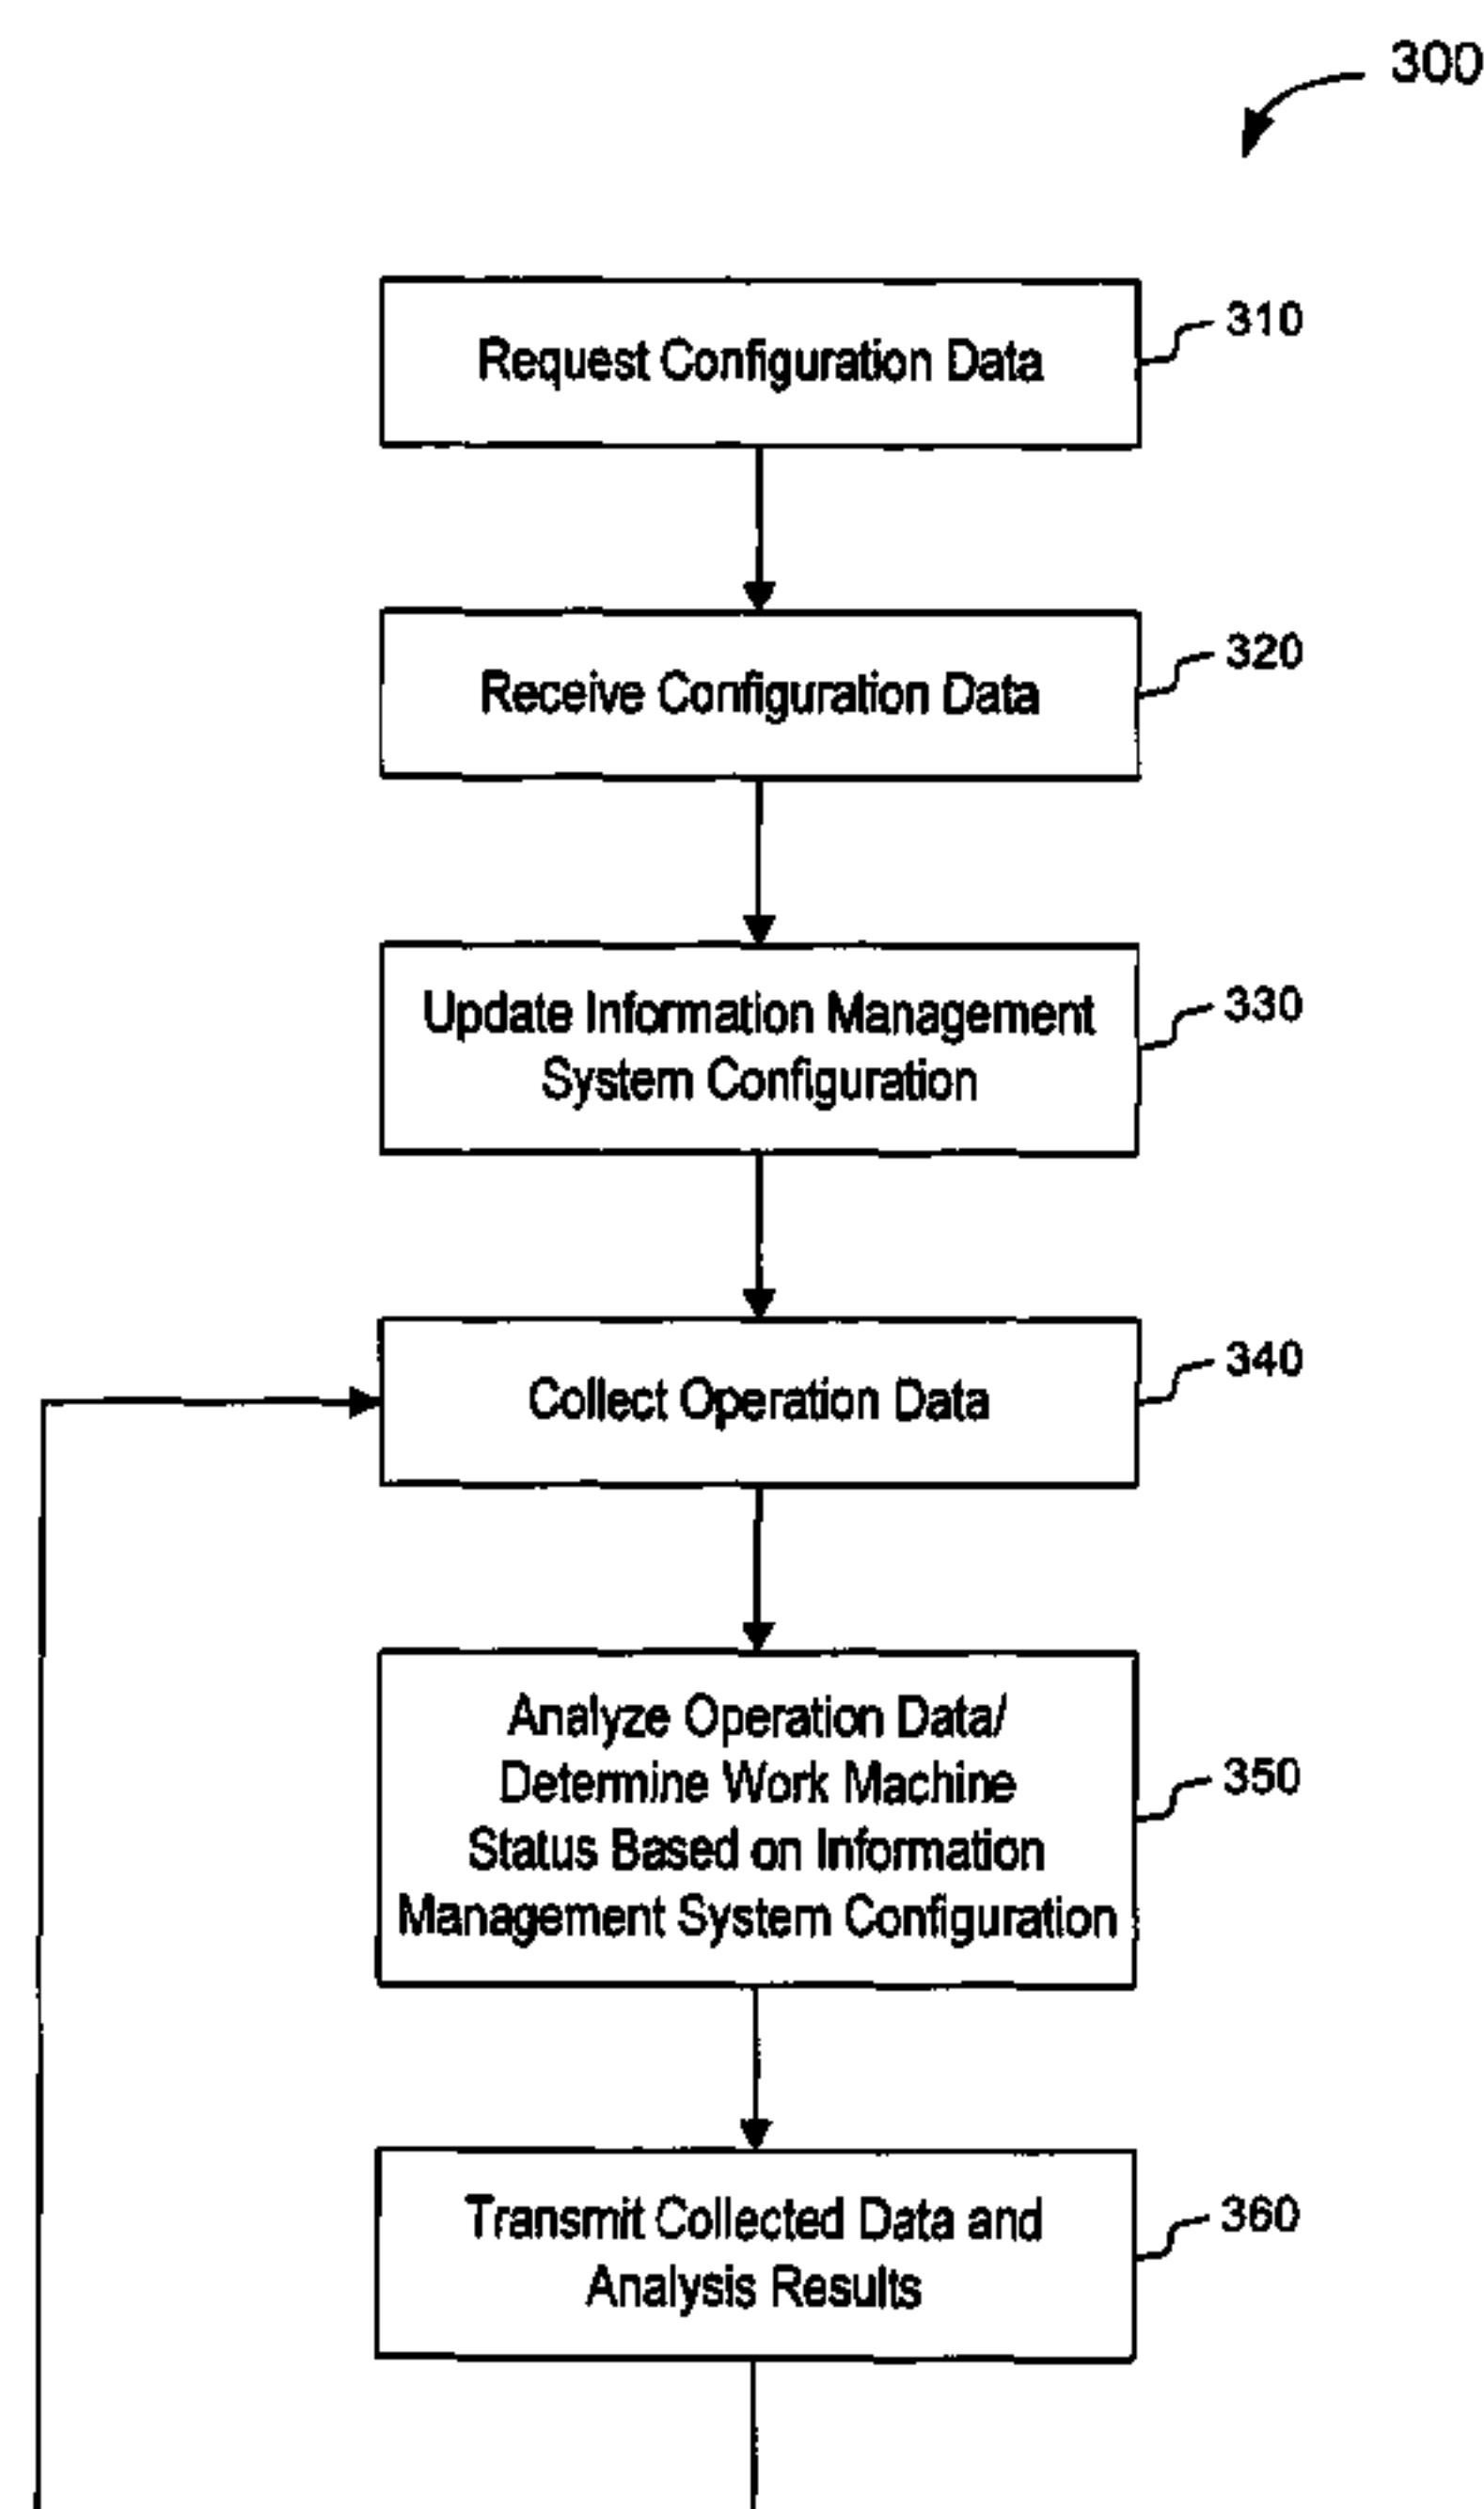 300
Request Configuration Data
310
Receive Configuration Data
320
Update Information Management
System Configuration
330
Collect Operation Data
340
Analyze Operation Data/
Determine Work Machine
Status Based on Information
Management System Configuration
350
Transmit Collected Data and
Analysis Results
360